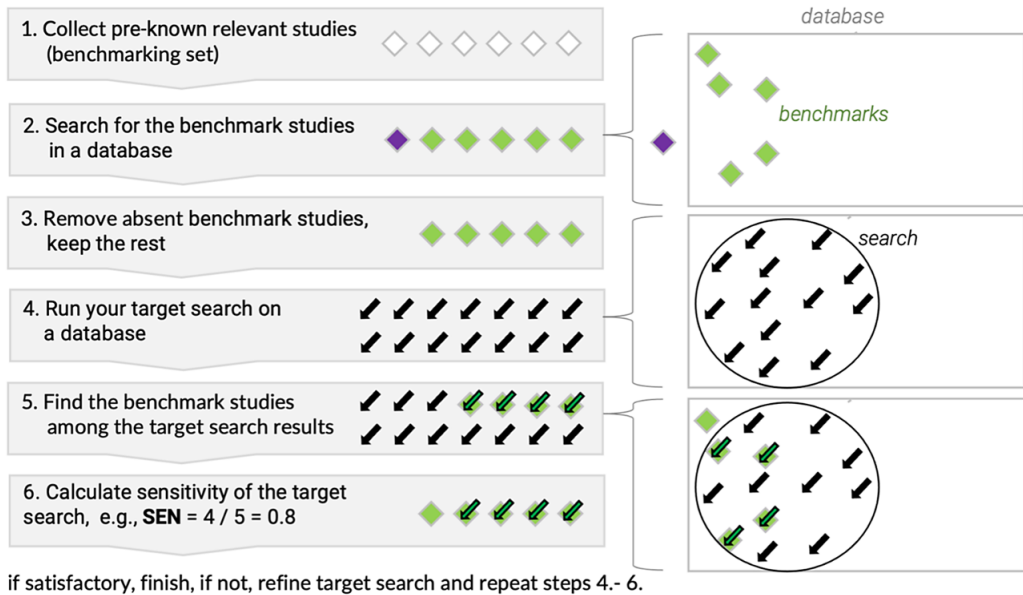 database
1. Collect pre-known relevant studies
(benchmarking set)
2. Search for the benchmark studies
in a database
benchmarks
3. Remove absent benchmark studies,
keep the rest
search
4. Run your target search on
a database
5. Find the benchmark studies
among the target search results
6. Calculate sensitivity of the target
search, e.g., SEN = 4 / 5 = 0.8
if satisfactory, finish, if not, refine target search and repeat steps 4.- 6.